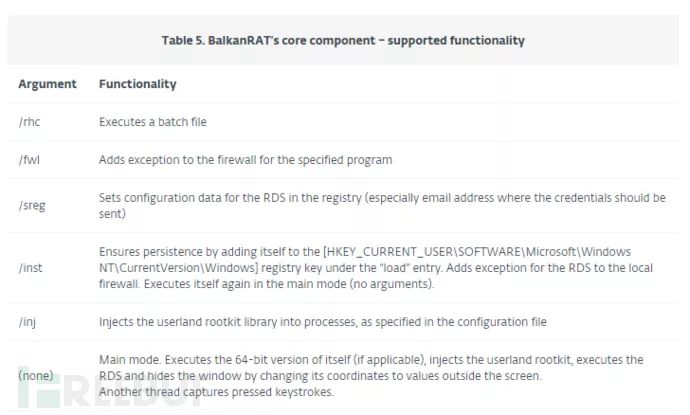 Table 5. BalkanRAT's core component – supported functionality
Argument Functionality
/rhc Executes a batch file
/fwl Adds exception to the firewall for the specified program
Sets configuration data for the RDS in the registry (especially email address where the credentials should be
/sreg
sent)
Ensures persistence by adding itself to the [HKEY_CURRENT_USER\SOFTWARE\Microsoft\Windows
NT\CurrentVersion\Windows] registry key under the "load" entry. Adds exception for the RDS to the local
/inst
firewall. Executes itself again in the main mode (no arguments).
/inj Injects the userland rootkit library into processes, as specified in the configuration file
Main mode. Executes the 64-bit version of itself (if applicable), injects the userland rootkit, executes the
(none)
RDS and hides the window by changing its coordinates to values outside the screen.
Another thread captures pressed keystrokes.
FREEBUF